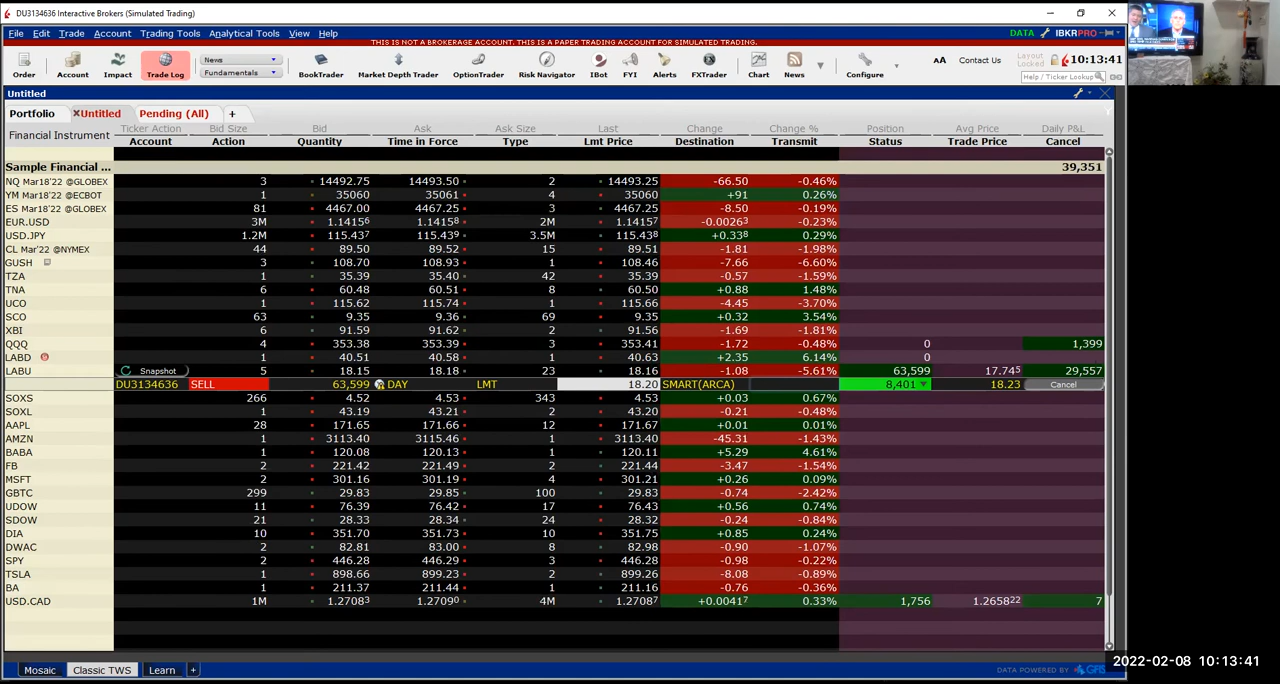 DU3134636 Interactive Brokers (Simulated Trading)
File Edit Trade Account Trading Tools Analytical Tools View Help DATA IBKRPRO
THIS IS NOT A BROKERAGE ACCOUNT. THIS IS A PAPER TRADING ACCOUNT FOR SIMULATED TRADING.
Order Account Impact Trade Log News Fundamentals BookTrader Market Depth Trader OptionTrader Risk Navigator IBot FYI Alerts FXTrader Chart News Configure AA Contact Us Layout Locked 10:13:41
Help / Ticker Lookup
Untitled
Portfolio Untitled Pending (All) +
Financial Instrument Ticker Action Bid Size Bid Ask Ask Size Last Change Change % Position Avg Price Daily P&L
Account Action Quantity Time in Force Type Lmt Price Destination Transmit Status Trade Price Cancel
Sample Financial ... 39,351
NQ Mar18'22 @GLOBEX 3 14492.75 14493.50 2 14493.25 -66.50 -0.46%
YM Mar18'22 @ECBOT 1 35060 35061 4 35060 +91 0.26%
ES Mar18'22 @GLOBEX 81 4467.00 4467.25 3 4467.25 -8.50 -0.19%
EUR.USD 3M 1.14156 1.14158 2M 1.14157 -0.00263 -0.23%
USD.JPY 1.2M 115.437 115.439 3.5M 115.438 +0.338 0.29%
CL Mar'22 @NYMEX 44 89.50 89.52 15 89.51 -1.81 -1.98%
GUSH 3 108.70 108.93 1 108.46 -7.66 -6.60%
TZA 1 35.39 35.40 42 35.39 -0.57 -1.59%
TNA 6 60.48 60.51 8 60.50 +0.88 1.48%
UCO 1 115.62 115.74 1 115.66 -4.45 -3.70%
SCO 63 9.35 9.36 69 9.35 +0.32 3.54%
XBI 6 91.59 91.62 2 91.56 -1.69 -1.81%
QQQ 4 353.38 353.39 3 353.41 -1.72 -0.48% 0 1,399
LABD 1 40.51 40.58 1 40.63 +2.35 6.14% 0
LABU Snapshot 5 18.15 18.18 23 18.16 -1.08 -5.61% 63,599 17.745 29,557
DU3134636 SELL 63,599 DAY LMT 18.20 SMART(ARCA) 8,401 18.23 Cancel
SOXS 266 4.52 4.53 343 4.53 +0.03 0.67%
SOXL 1 43.19 43.21 2 43.20 -0.21 -0.48%
AAPL 28 171.65 171.66 12 171.67 +0.01 0.01%
AMZN 1 3113.40 3115.46 1 3113.40 -45.31 -1.43%
BABA 1 120.08 120.13 1 120.11 +5.29 4.61%
FB 2 221.42 221.49 2 221.44 -3.47 -1.54%
MSFT 2 301.16 301.19 4 301.21 +0.26 0.09%
GBTC 299 29.83 29.85 100 29.83 -0.74 -2.42%
UDOW 11 76.39 76.42 17 76.43 +0.56 0.74%
SDOW 21 28.33 28.34 24 28.32 -0.24 -0.84%
DIA 10 351.70 351.73 10 351.75 +0.85 0.24%
DWAC 2 82.81 83.00 8 82.98 -0.90 -1.07%
SPY 2 446.28 446.29 3 446.28 -0.98 -0.22%
TSLA 1 898.66 899.23 2 899.26 -8.08 -0.89%
BA 1 211.37 211.44 1 211.16 -0.76 -0.36%
USD.CAD 1M 1.27083 1.27090 4M 1.27087 +0.00417 0.33% 1,756 1.265822 7
Mosaic Classic TWS Learn + DATA POWERED BY GFIS
2022-02-08 10:13:41